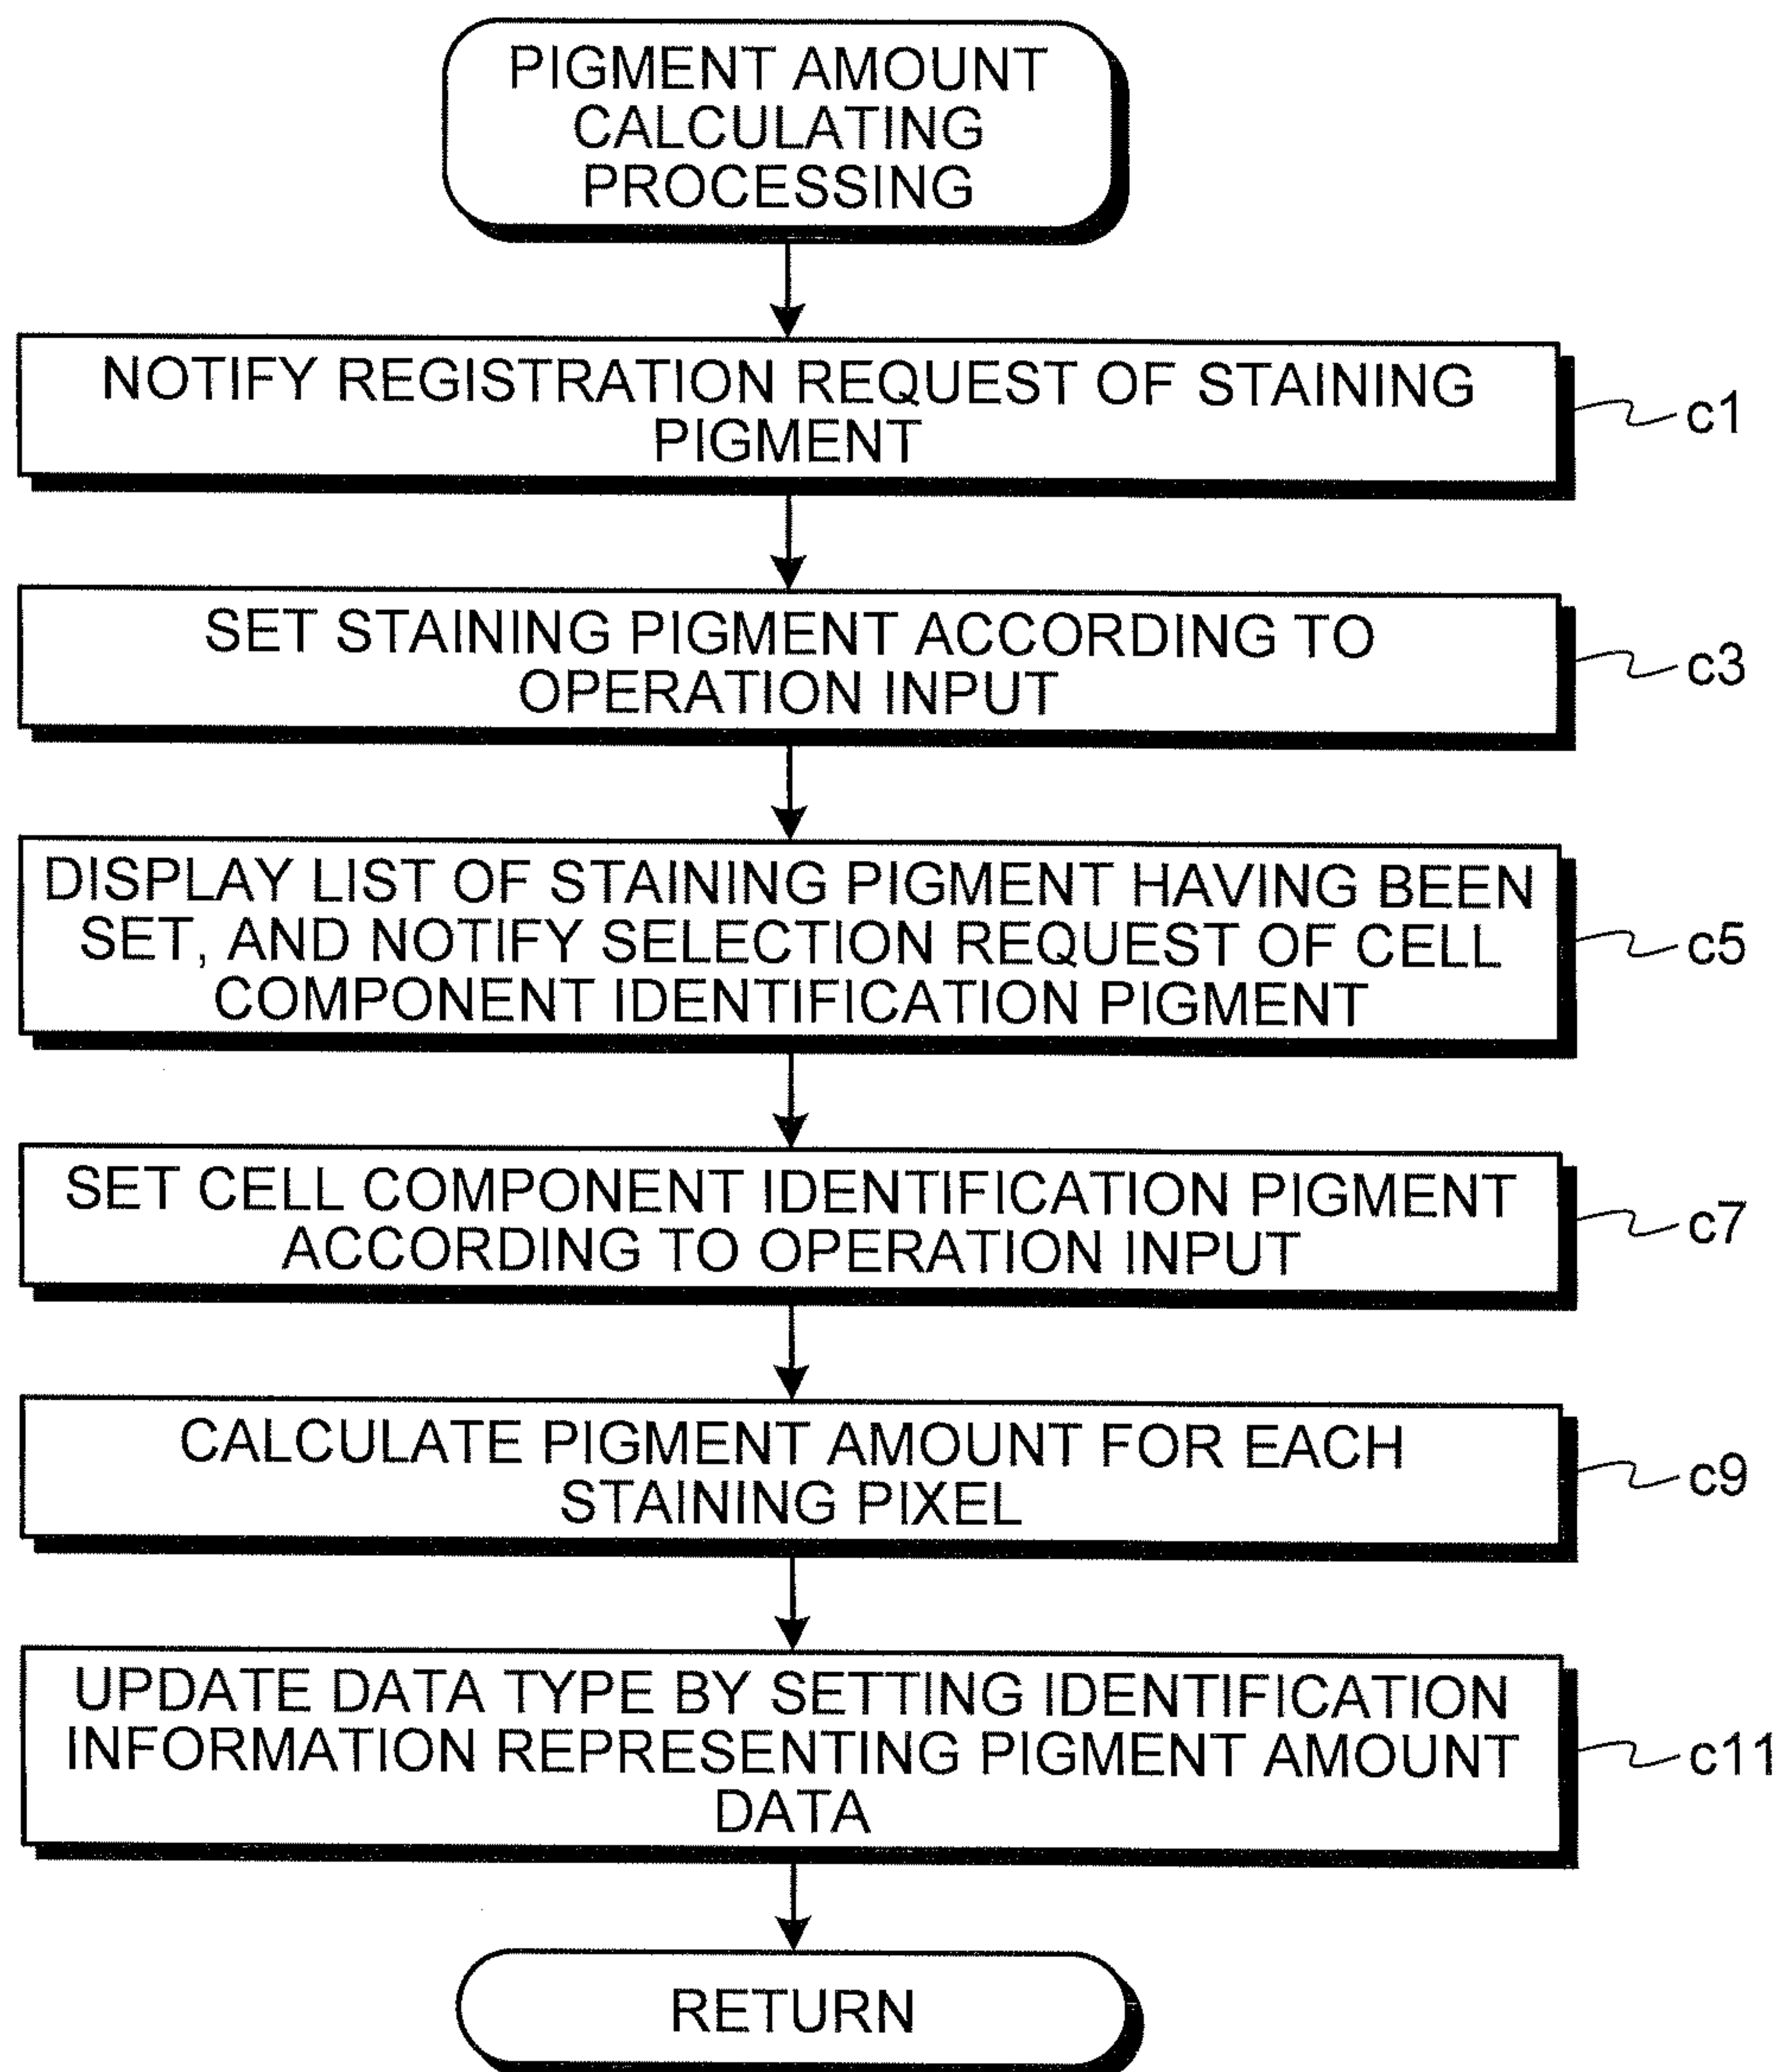 PIGMENT AMOUNT
CALCULATING
PROCESSING
NOTIFY REGISTRATION REQUEST OF STAINING
PIGMENT
c1
SET STAINING PIGMENT ACCORDING TO
OPERATION INPUT
c3
DISPLAY LIST OF STAINING PIGMENT HAVING BEEN
SET, AND NOTIFY SELECTION REQUEST OF CELL
COMPONENT IDENTIFICATION PIGMENT
c5
SET CELL COMPONENT IDENTIFICATION PIGMENT
ACCORDING TO OPERATION INPUT
c7
CALCULATE PIGMENT AMOUNT FOR EACH
STAINING PIXEL
c9
UPDATE DATA TYPE BY SETTING IDENTIFICATION
INFORMATION REPRESENTING PIGMENT AMOUNT
DATA
c11
RETURN